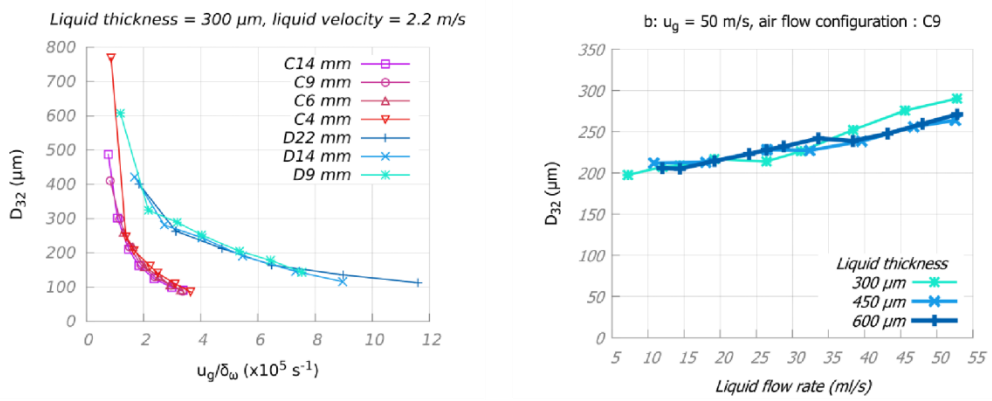 Liquid thickness = 300 μm, liquid velocity = 2.2 m/s
D32 (μm)
800
700
600
500
400
300
200
100
0
C14 mm
C9 mm
C6 mm
C4 mm
D22 mm
D14 mm
D9 mm
0 2 4 6 8 10 12
ug/δω (x10⁵ s⁻¹)
b: ug = 50 m/s, air flow configuration : C9
D32 (μm)
350
300
250
200
150
100
50
0
Liquid thickness
300 μm
450 μm
600 μm
5 10 15 20 25 30 35 40 45 50 55
Liquid flow rate (ml/s)